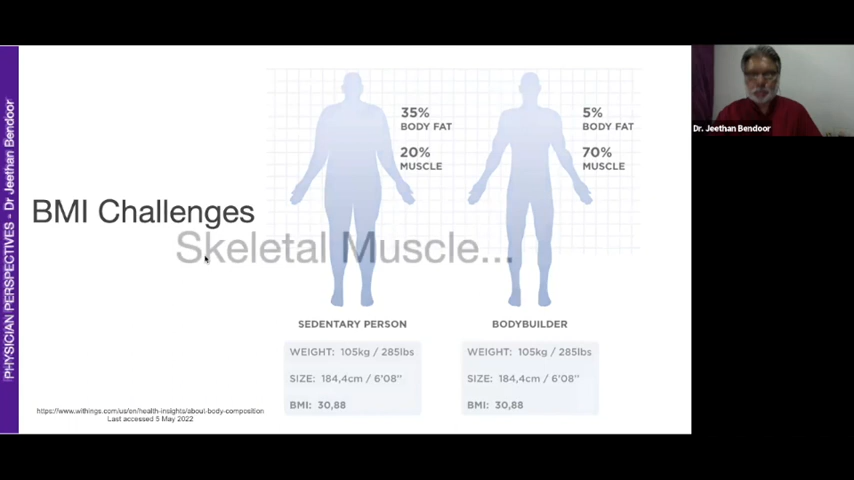 PHYSICIAN PERSPECTIVES - Dr Jeethan Bendoor
BMI Challenges
Skeletal Muscle...
35%
BODY FAT
20%
MUSCLE
5%
BODY FAT
70%
MUSCLE
SEDENTARY PERSON
WEIGHT: 105kg / 285lbs
SIZE: 184,4cm / 6'08''
BMI: 30,88
BODYBUILDER
WEIGHT: 105kg / 285lbs
SIZE: 184,4cm / 6'08''
BMI: 30,88
https://www.withings.com/us/en/health-insights/about-body-composition
Last accessed 5 May 2022
Dr. Jeethan Bendoor